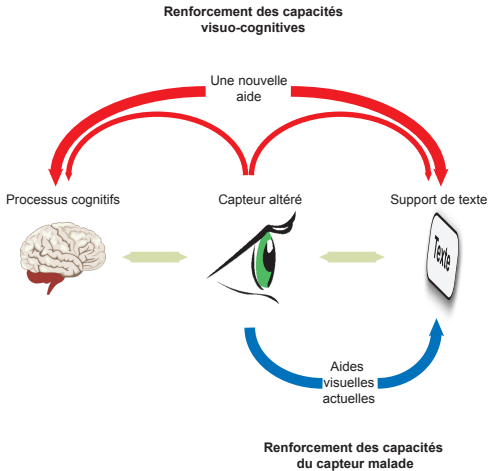 Renforcement des capacités
visuo-cognitives
Une nouvelle
aide
Processus cognitifs
Capteur altéré
Support de texte
Texte
Aides
visuelles
actuelles
Renforcement des capacités
du capteur malade